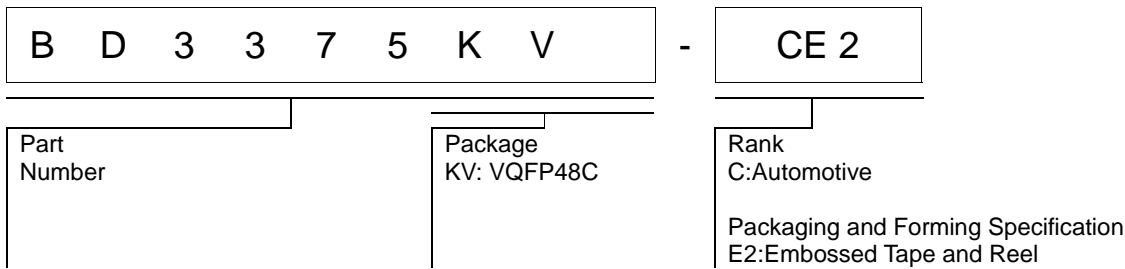 B D 3 3 7 5 K V - CE 2
Part
Number
Package
KV: VQFP48C
Rank
C:Automotive
Packaging and Forming Specification
E2:Embossed Tape and Reel